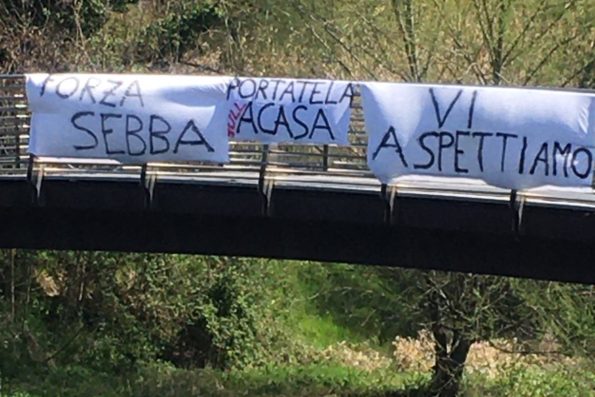 FORZA
SEBBA
PORTATELA
ACASA
VI
ASPETTIAMO